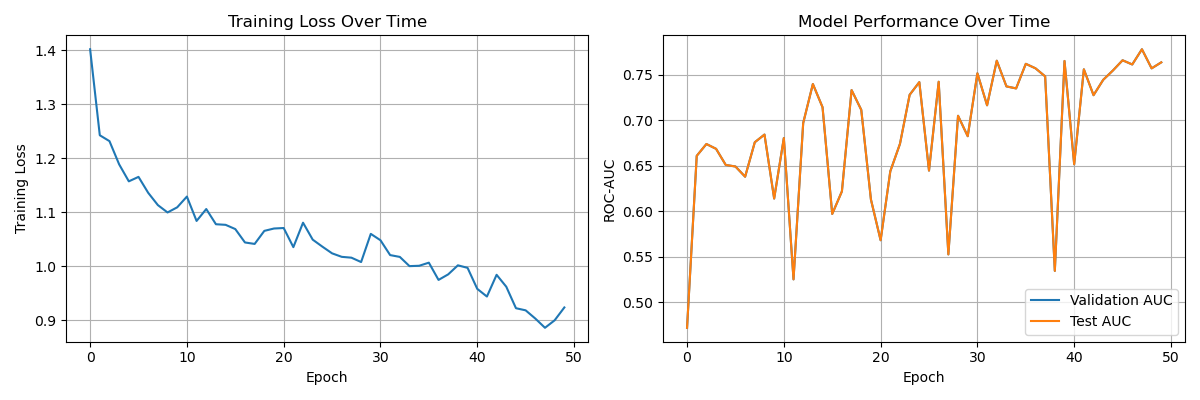 Training Loss Over Time
Training Loss
1.4
1.3
1.2
1.1
1.0
0.9
0 10 20 30 40 50
Epoch
Model Performance Over Time
ROC-AUC
0.75
0.70
0.65
0.60
0.55
0.50
Validation AUC
Test AUC
0 10 20 30 40 50
Epoch